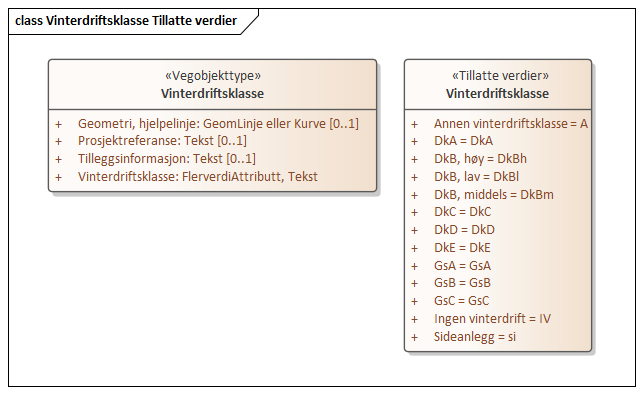 class Vinterdriftsklasse Tillatte verdier
«Vegobjekttype»
Vinterdriftsklasse
+ Geometri, hjelpelinje: GeomLinje eller Kurve [0..1]
+ Prosjektreferanse: Tekst [0..1]
+ Tilleggsinformasjon: Tekst [0..1]
+ Vinterdriftsklasse: FlerverdiAttributt, Tekst
«Tillatte verdier»
Vinterdriftsklasse
+ Annen vinterdriftsklasse = A
+ DkA = DkA
+ DkB, høy = DkBh
+ DkB, lav = DkBl
+ DkB, middels = DkBm
+ DkC = DkC
+ DkD = DkD
+ DkE = DkE
+ GsA = GsA
+ GsB = GsB
+ GsC = GsC
+ Ingen vinterdrift = IV
+ Sideanlegg = si